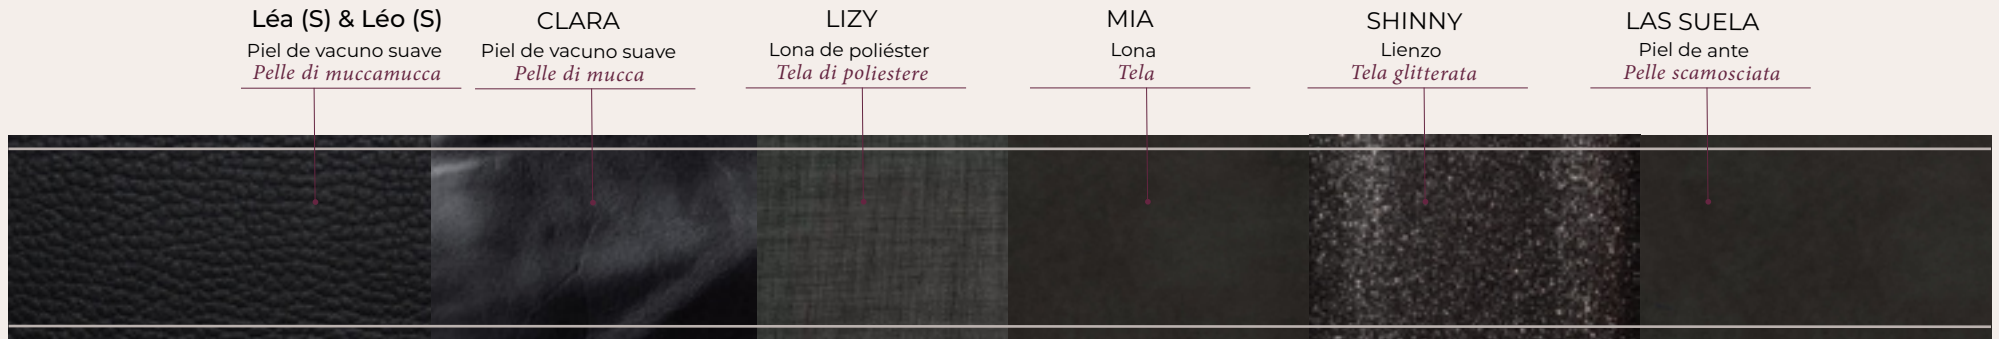 Léa (S) & Léo (S)
Piel de vacuno suave
Pelle di muccamucca
CLARA
Piel de vacuno suave
Pelle di mucca
LIZY
Lona de poliéster
Tela di poliestere
MIA
Lona
Tela
SHINNY
Lienzo
Tela glitterata
LAS SUELA
Piel de ante
Pelle scamosciata